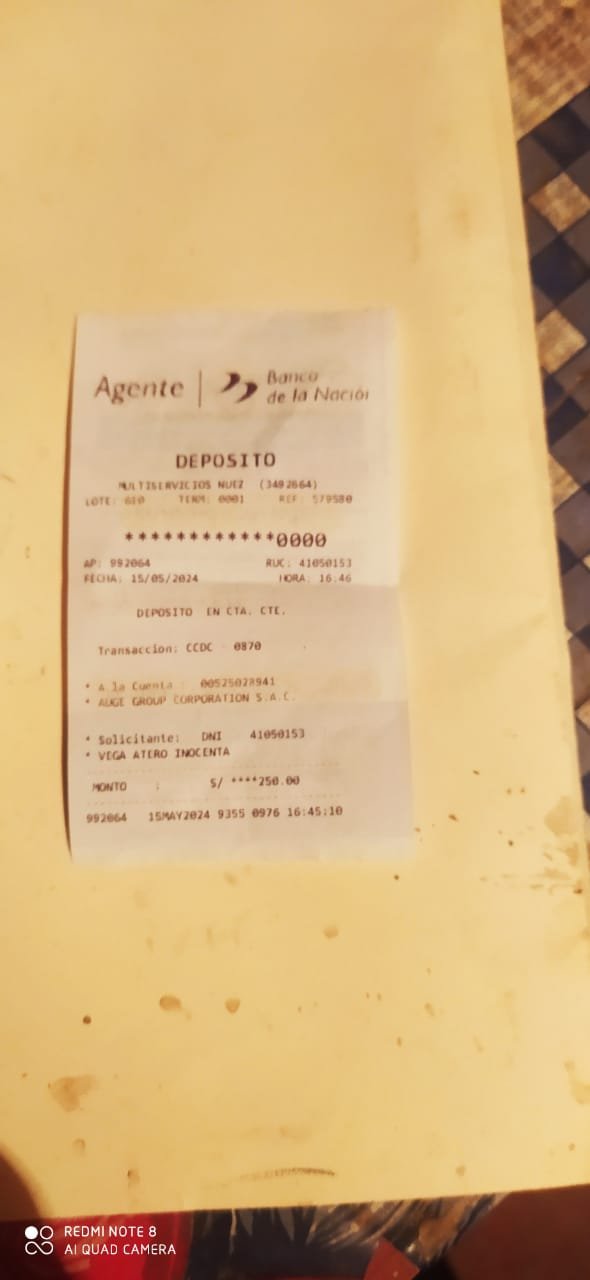 Agente | Banco
de la Nación
DEPOSITO
MULTISERVICIOS NUEZ (3492664)
LOTE: 610 TERM: 0001 REF: 579580
************0000
AP: 992064 RUC: 41050153
FECHA: 15/05/2024 HORA: 16.46
DEPOSITO EN CTA. CTE.
Transaccion: CCDC 0870
* A la Cuenta : 00525028941
* AUGE GROUP CORPORATION S.A.C.
* Solicitante: DNI 41050153
* VEGA ATERO INOCENTA
MONTO : S/ ****250.00
992064 15MAY2024 9355 0976 16:45:10
REDMI NOTE 8
AI QUAD CAMERA